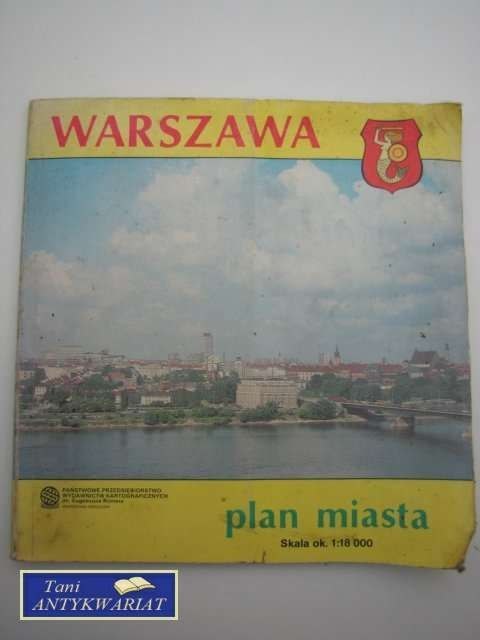 WARSZAWA
PAŃSTWOWE PRZEDSIĘBIORSTWO
WYDAWNICTW KARTOGRAFICZNYCH
im. Eugeniusza Romera
plan miasta
Skala ok. 1:18 000
Tani
ANTYKWARIAT